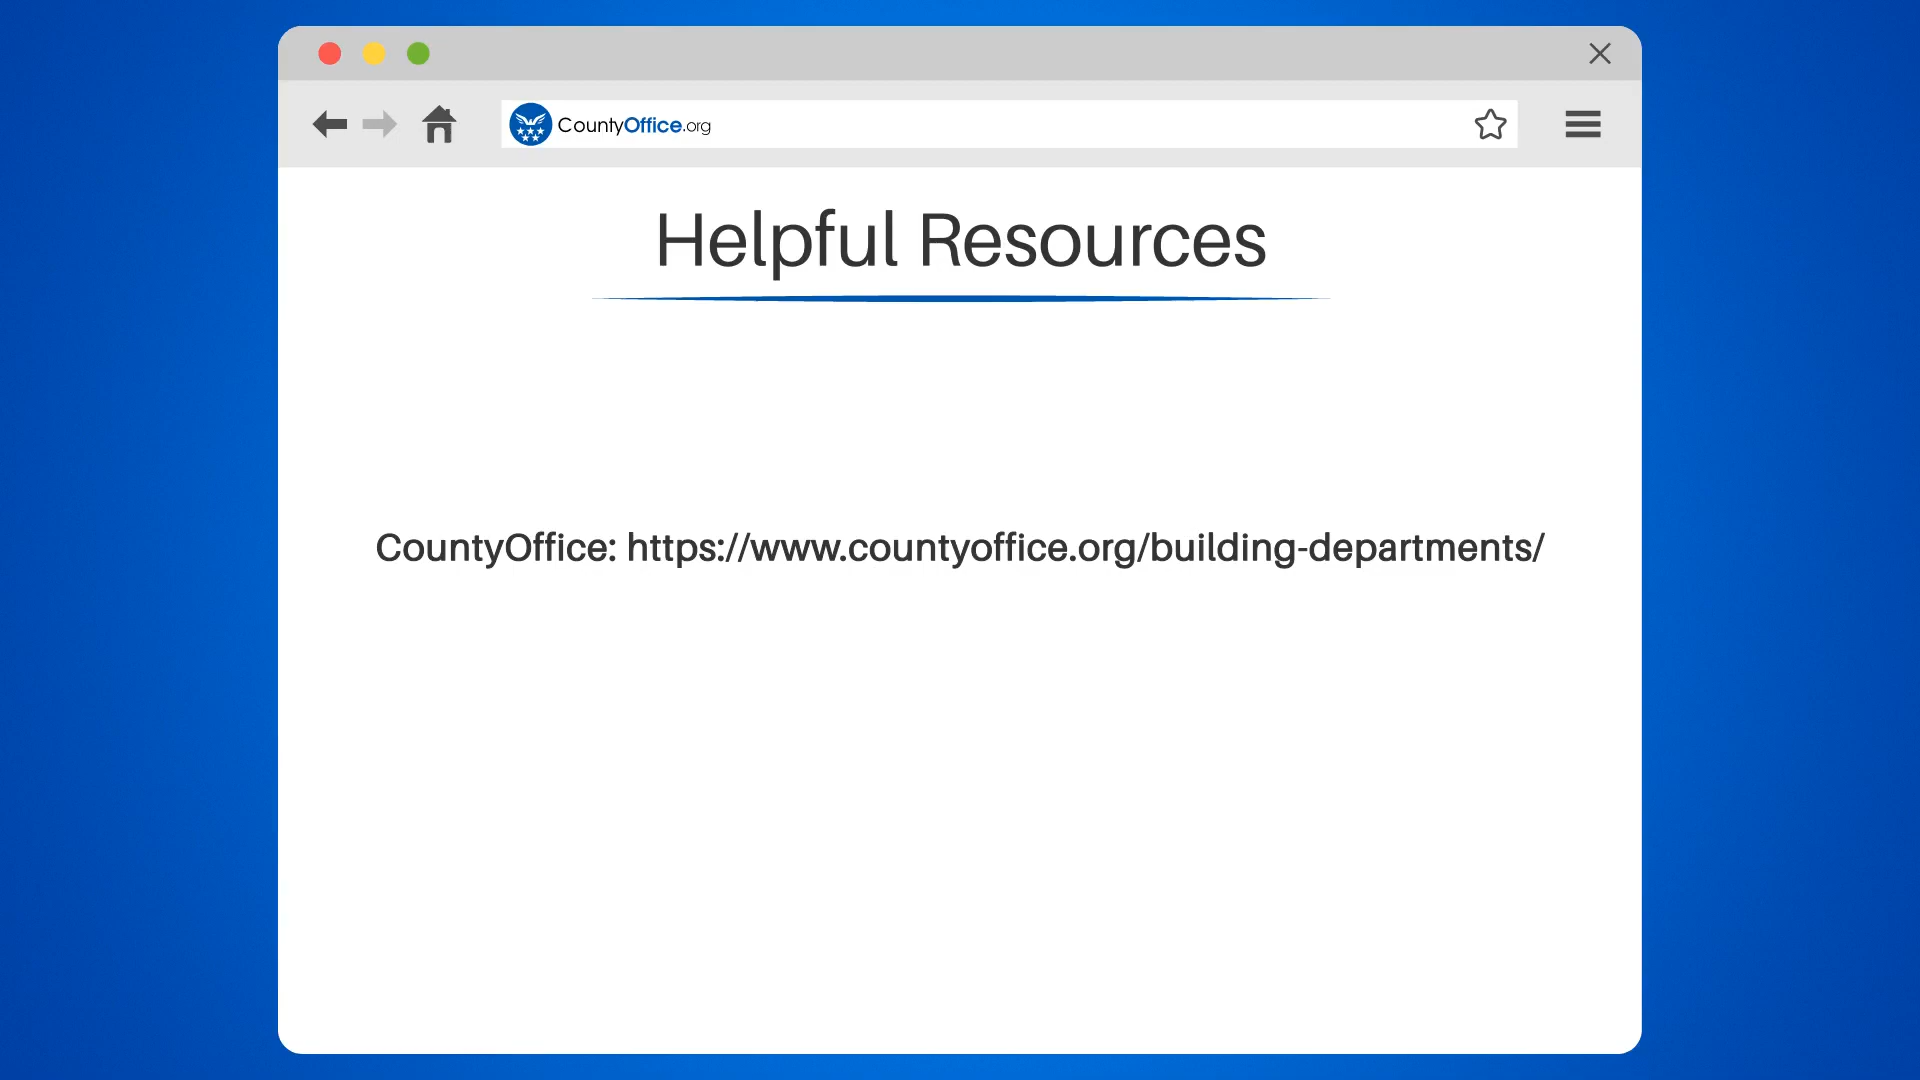 CountyOffice.org
Helpful Resources
CountyOffice: https://www.countyoffice.org/building-departments/